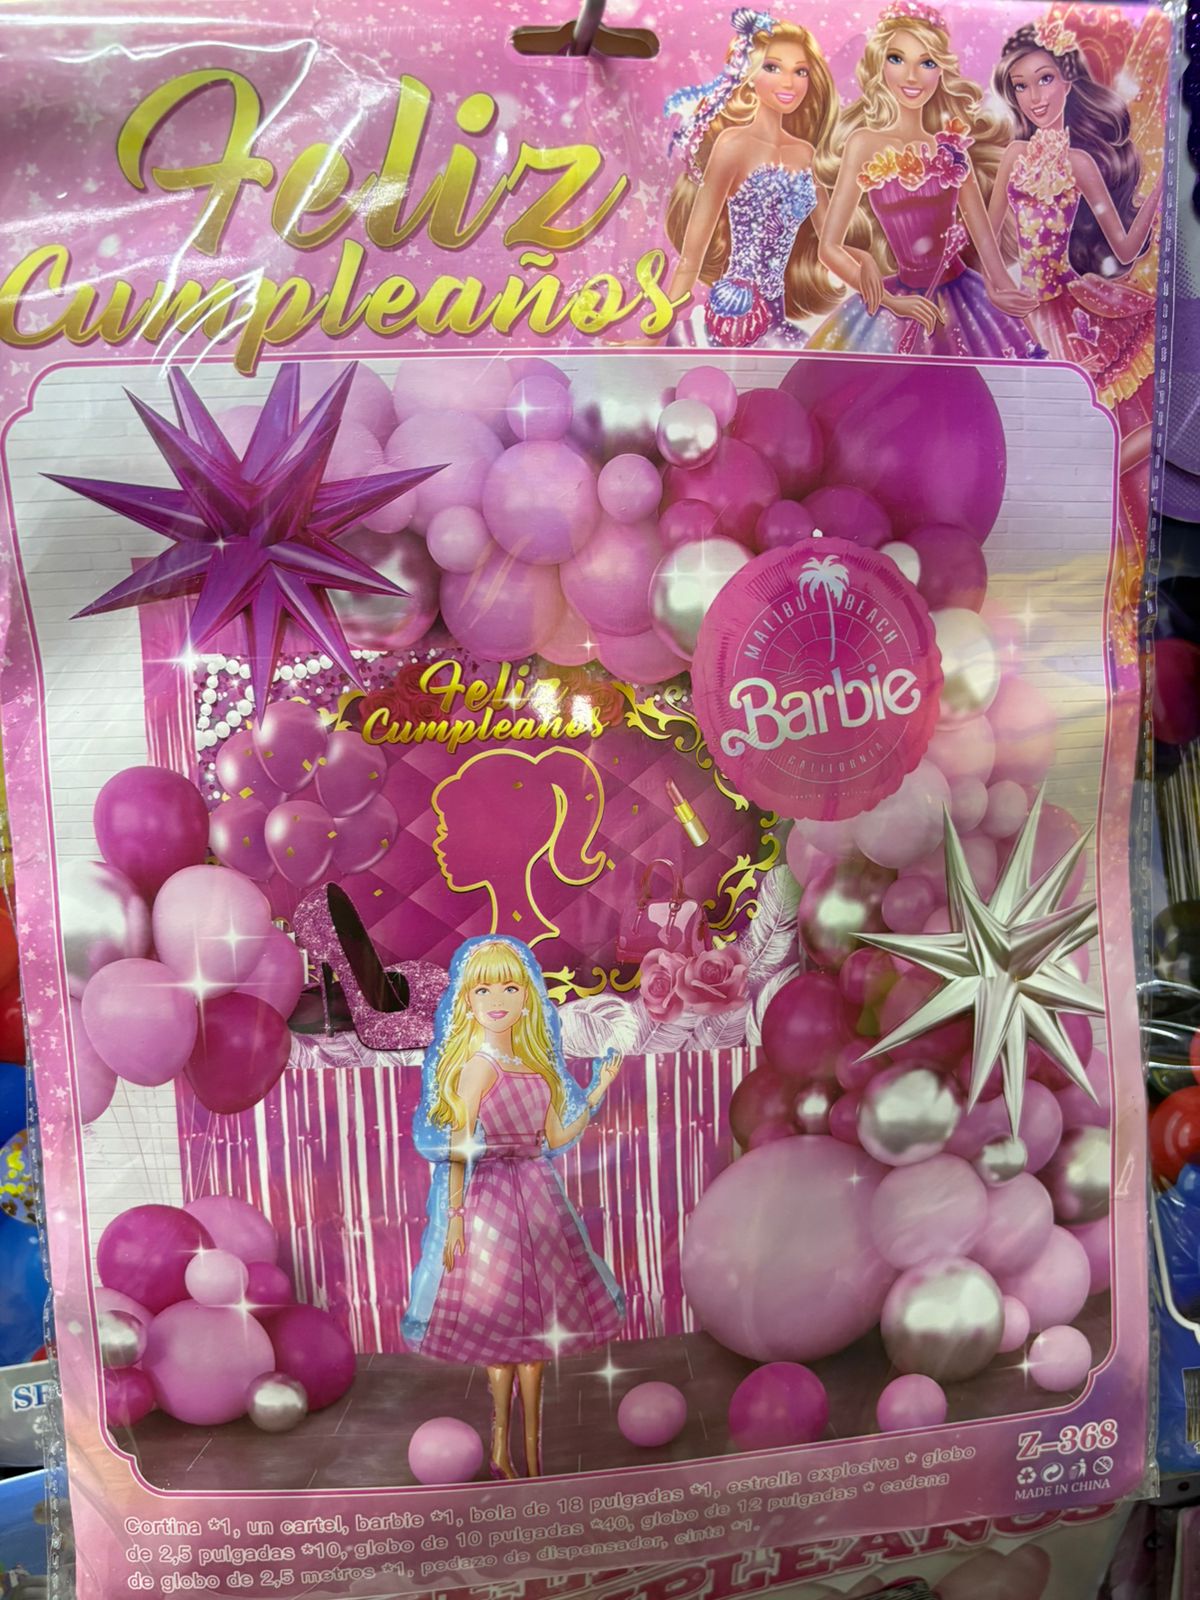 Feliz
Cumpleaños
MALIBU BEACH
Feliz
Cumpleaños
Barbie
CALIFORNIA
Z-368
MADE IN CHINA
Cortina *1, un cartel, barbie *1, bola de 18 pulgadas *1, estrella explosiva * globo
de 2,5 pulgadas *10, globo de 10 pulgadas *40, globo de 12 pulgadas * cadena
de globo de 2,5 metros *1, pedazo de dispensador, cinta *1.